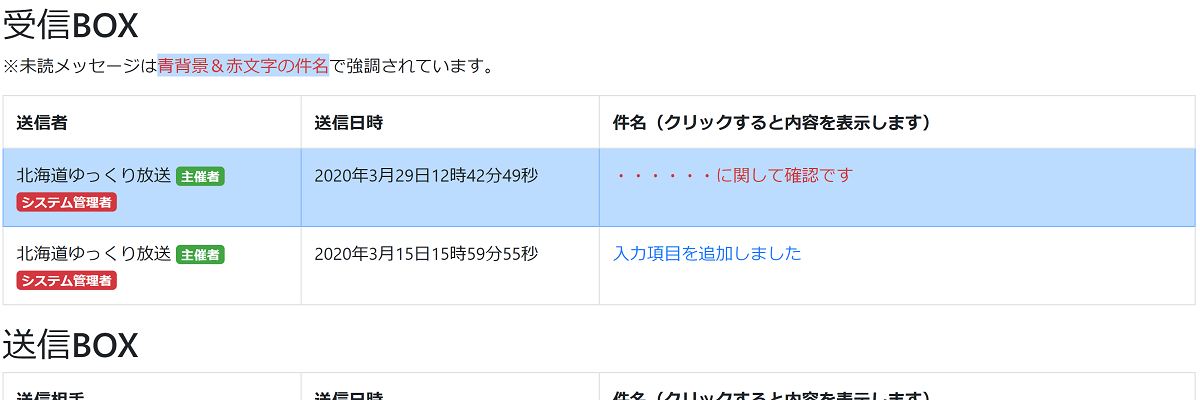 受信BOX
※未読メッセージは青背景＆赤文字の件名で強調されています。
送信者 送信日時 件名（クリックすると内容を表示します）
北海道ゆっくり放送 主催者 2020年3月29日12時42分49秒 ・・・・・・に関して確認です
システム管理者
北海道ゆっくり放送 主催者 2020年3月15日15時59分55秒 入力項目を追加しました
システム管理者
送信BOX
送信相手 送信日時 件名（クリックすると内容を表示します）